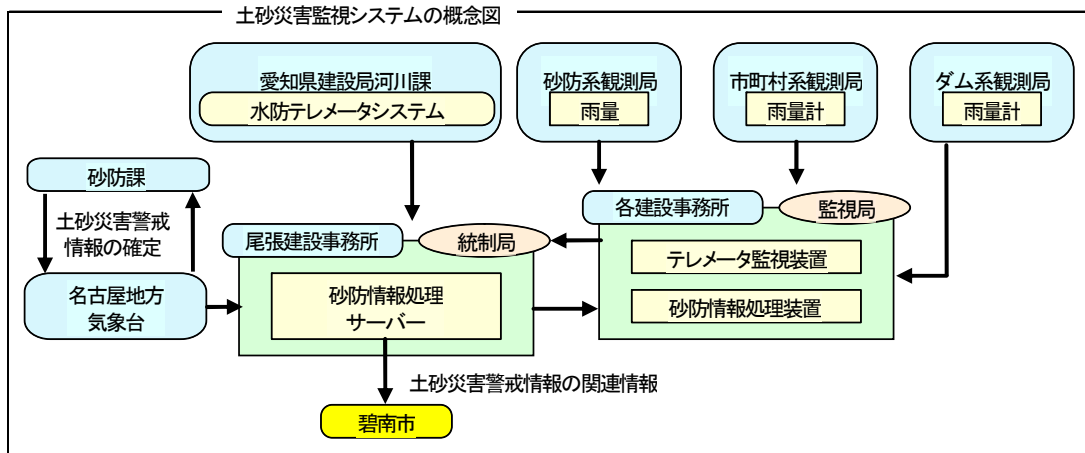 土砂災害監視システムの概念図
愛知県建設局河川課
水防テレメータシステム
砂防系観測局
雨量
市町村系観測局
雨量計
ダム系観測局
雨量計
砂防課
土砂災害警戒
情報の確定
名古屋地方
気象台
尾張建設事務所
統制局
砂防情報処理
サーバー
各建設事務所
監視局
テレメータ監視装置
砂防情報処理装置
土砂災害警戒情報の関連情報
碧南市